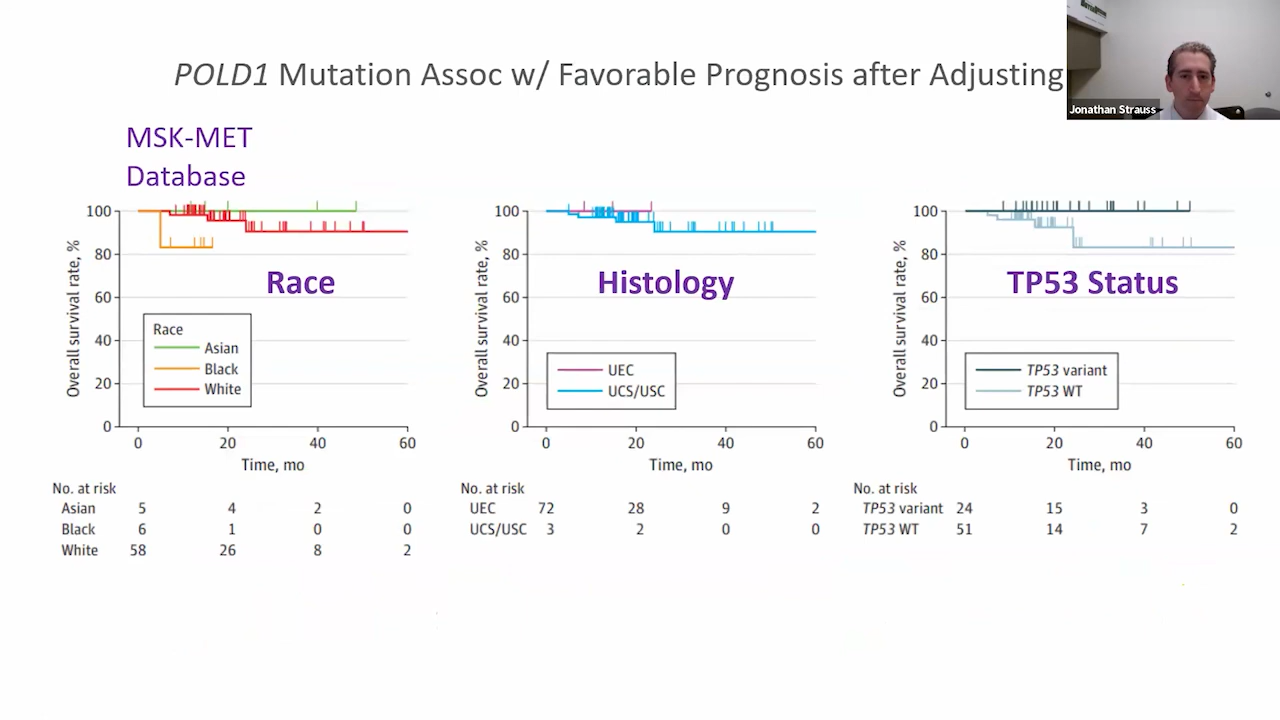 POLD1 Mutation Assoc w/ Favorable Prognosis after Adjusting
Jonathan Strauss
MSK-MET
Database
Overall survival rate, %
100
80
60
40
20
0
Race
Race
Asian
Black
White
0 20 40 60
Time, mo
No. at risk
Asian 5 4 2 0
Black 6 1 0 0
White 58 26 8 2
Overall survival rate, %
100
80
60
40
20
0
Histology
UEC
UCS/USC
0 20 40 60
Time, mo
No. at risk
UEC 72 28 9 2
UCS/USC 3 2 0 0
Overall survival rate, %
100
80
60
40
20
0
TP53 Status
TP53 variant
TP53 WT
0 20 40 60
Time, mo
No. at risk
TP53 variant 24 15 3 0
TP53 WT 51 14 7 2